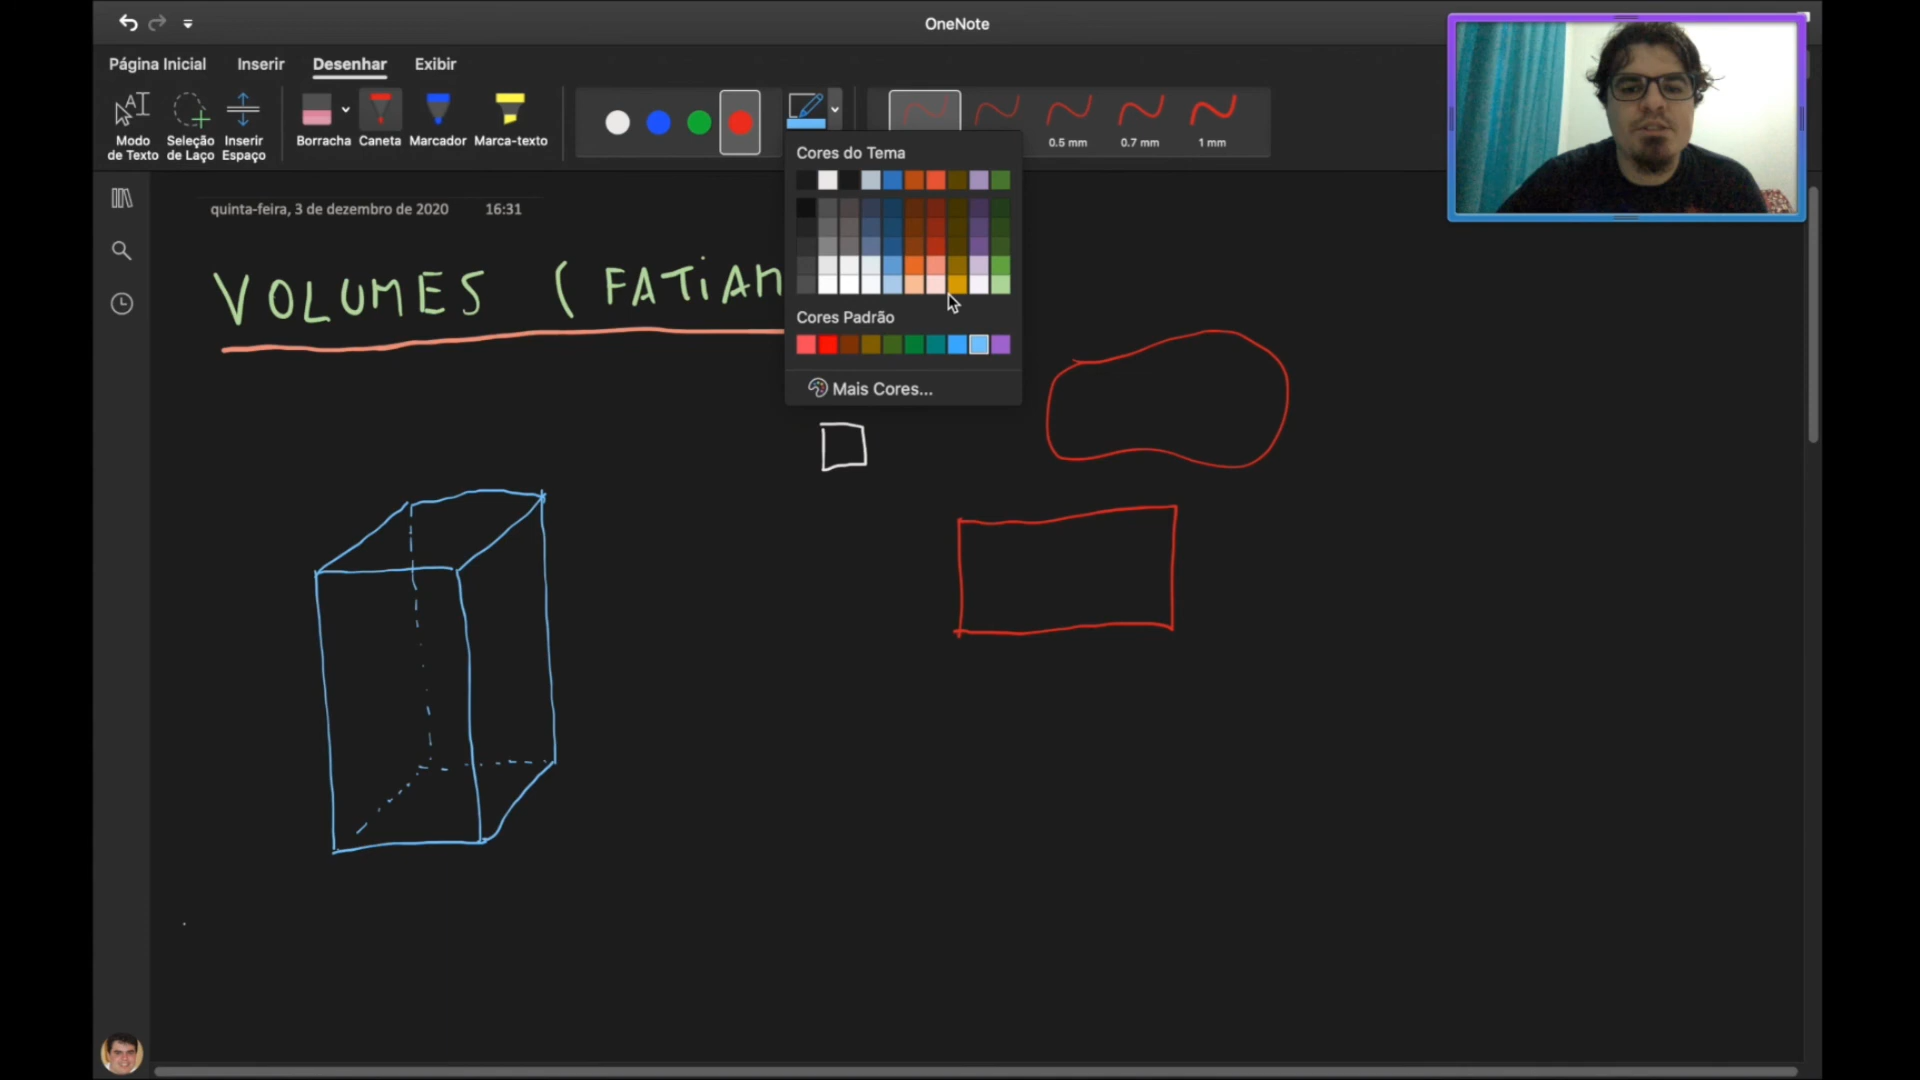 OneNote
Página Inicial Inserir Desenhar Exibir
Modo de Texto
Seleção de Laço
Inserir Espaço
Borracha
Caneta
Marcador
Marca-texto
0.5 mm
0.7 mm
1 mm
Cores do Tema
Cores Padrão
Mais Cores...
quinta-feira, 3 de dezembro de 2020 16:31
VOLUMES (FATiAM